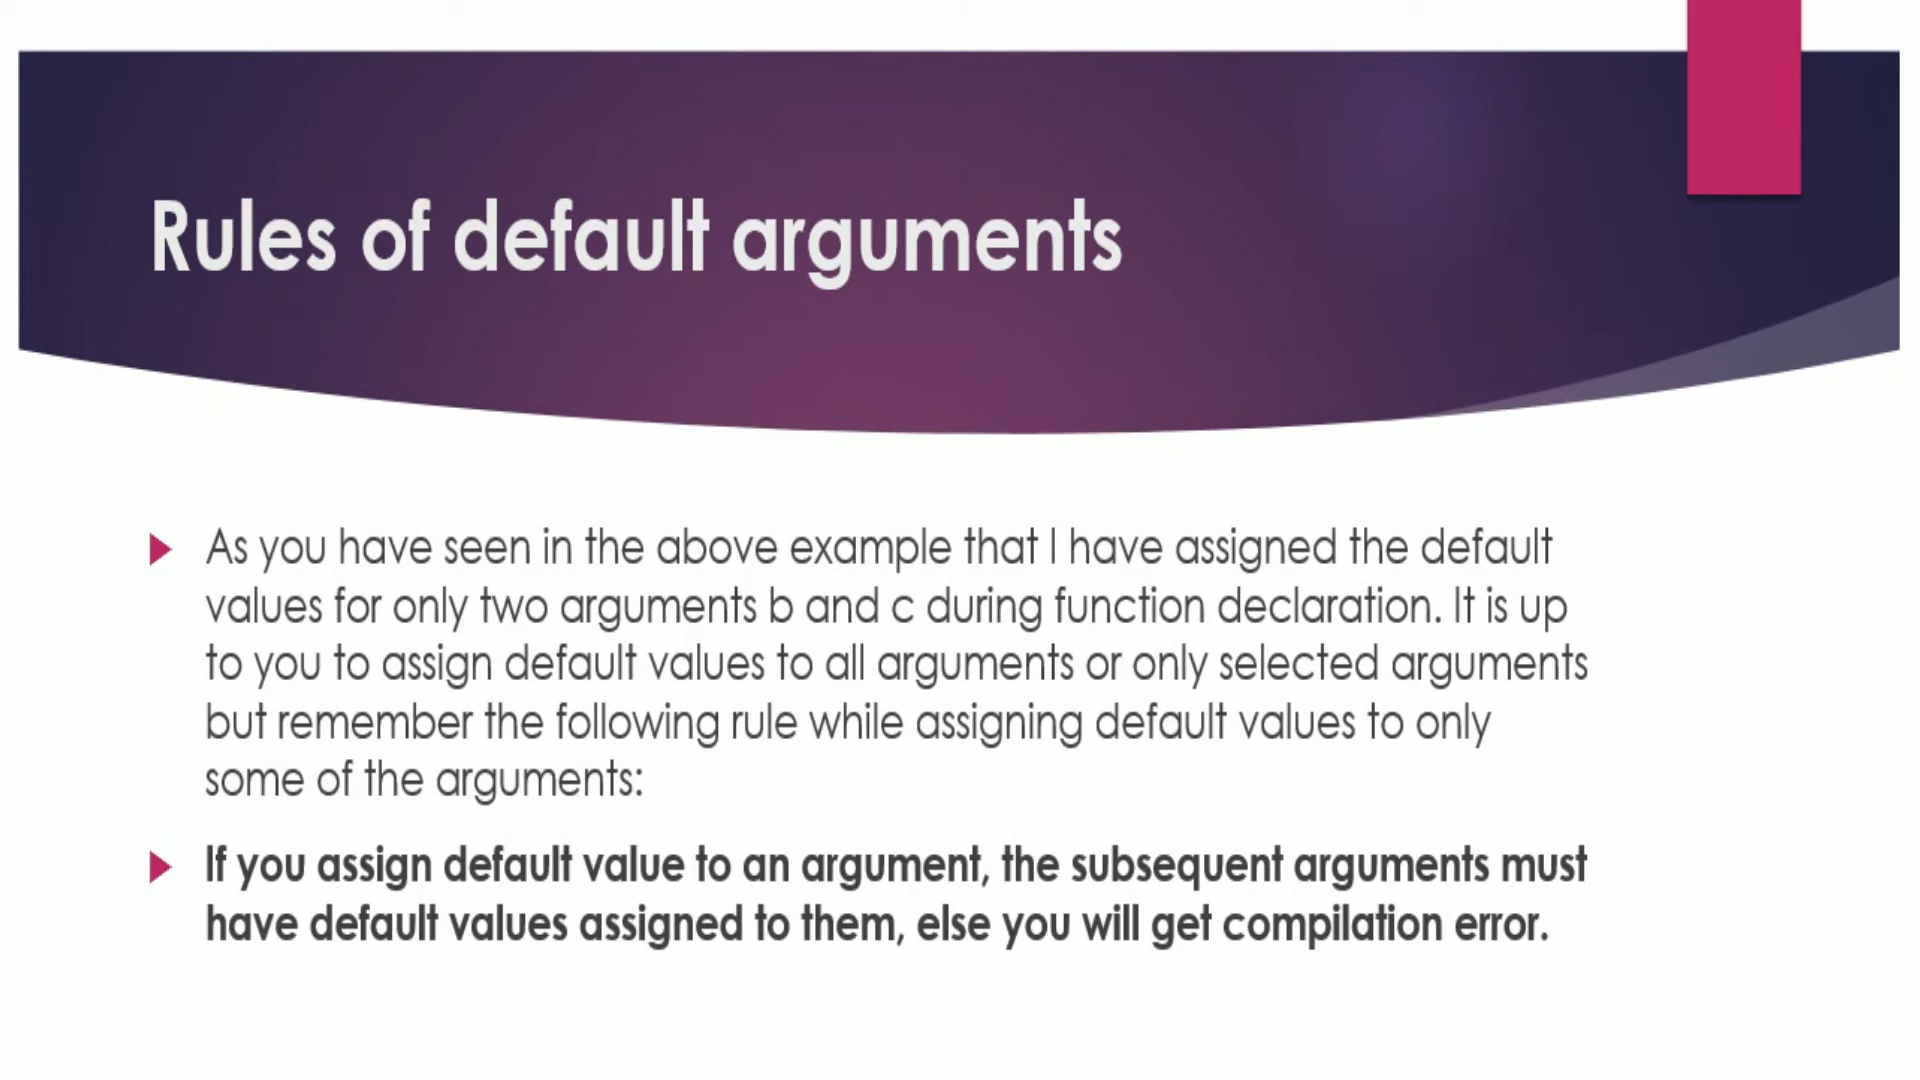 Rules of default arguments
As you have seen in the above example that I have assigned the default
values for only two arguments b and c during function declaration. It is up
to you to assign default values to all arguments or only selected arguments
but remember the following rule while assigning default values to only
some of the arguments:
If you assign default value to an argument, the subsequent arguments must
have default values assigned to them, else you will get compilation error.